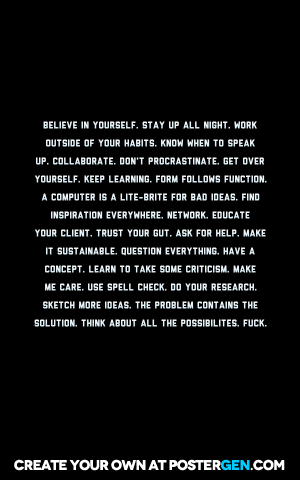 BELIEVE IN YOURSELF. STAY UP ALL NIGHT. WORK
OUTSIDE OF YOUR HABITS. KNOW WHEN TO SPEAK
UP. COLLABORATE. DON'T PROCRASTINATE. GET OVER
YOURSELF. KEEP LEARNING. FORM FOLLOWS FUNCTION.
A COMPUTER IS A LITE-BRITE FOR BAD IDEAS. FIND
INSPIRATION EVERYWHERE. NETWORK. EDUCATE
YOUR CLIENT. TRUST YOUR GUT. ASK FOR HELP. MAKE
IT SUSTAINABLE. QUESTION EVERYTHING. HAVE A
CONCEPT. LEARN TO TAKE SOME CRITICISM. MAKE
ME CARE. USE SPELL CHECK. DO YOUR RESEARCH.
SKETCH MORE IDEAS. THE PROBLEM CONTAINS THE
SOLUTION. THINK ABOUT ALL THE POSSIBILITES. FUCK.
CREATE YOUR OWN AT POSTERGEN.COM